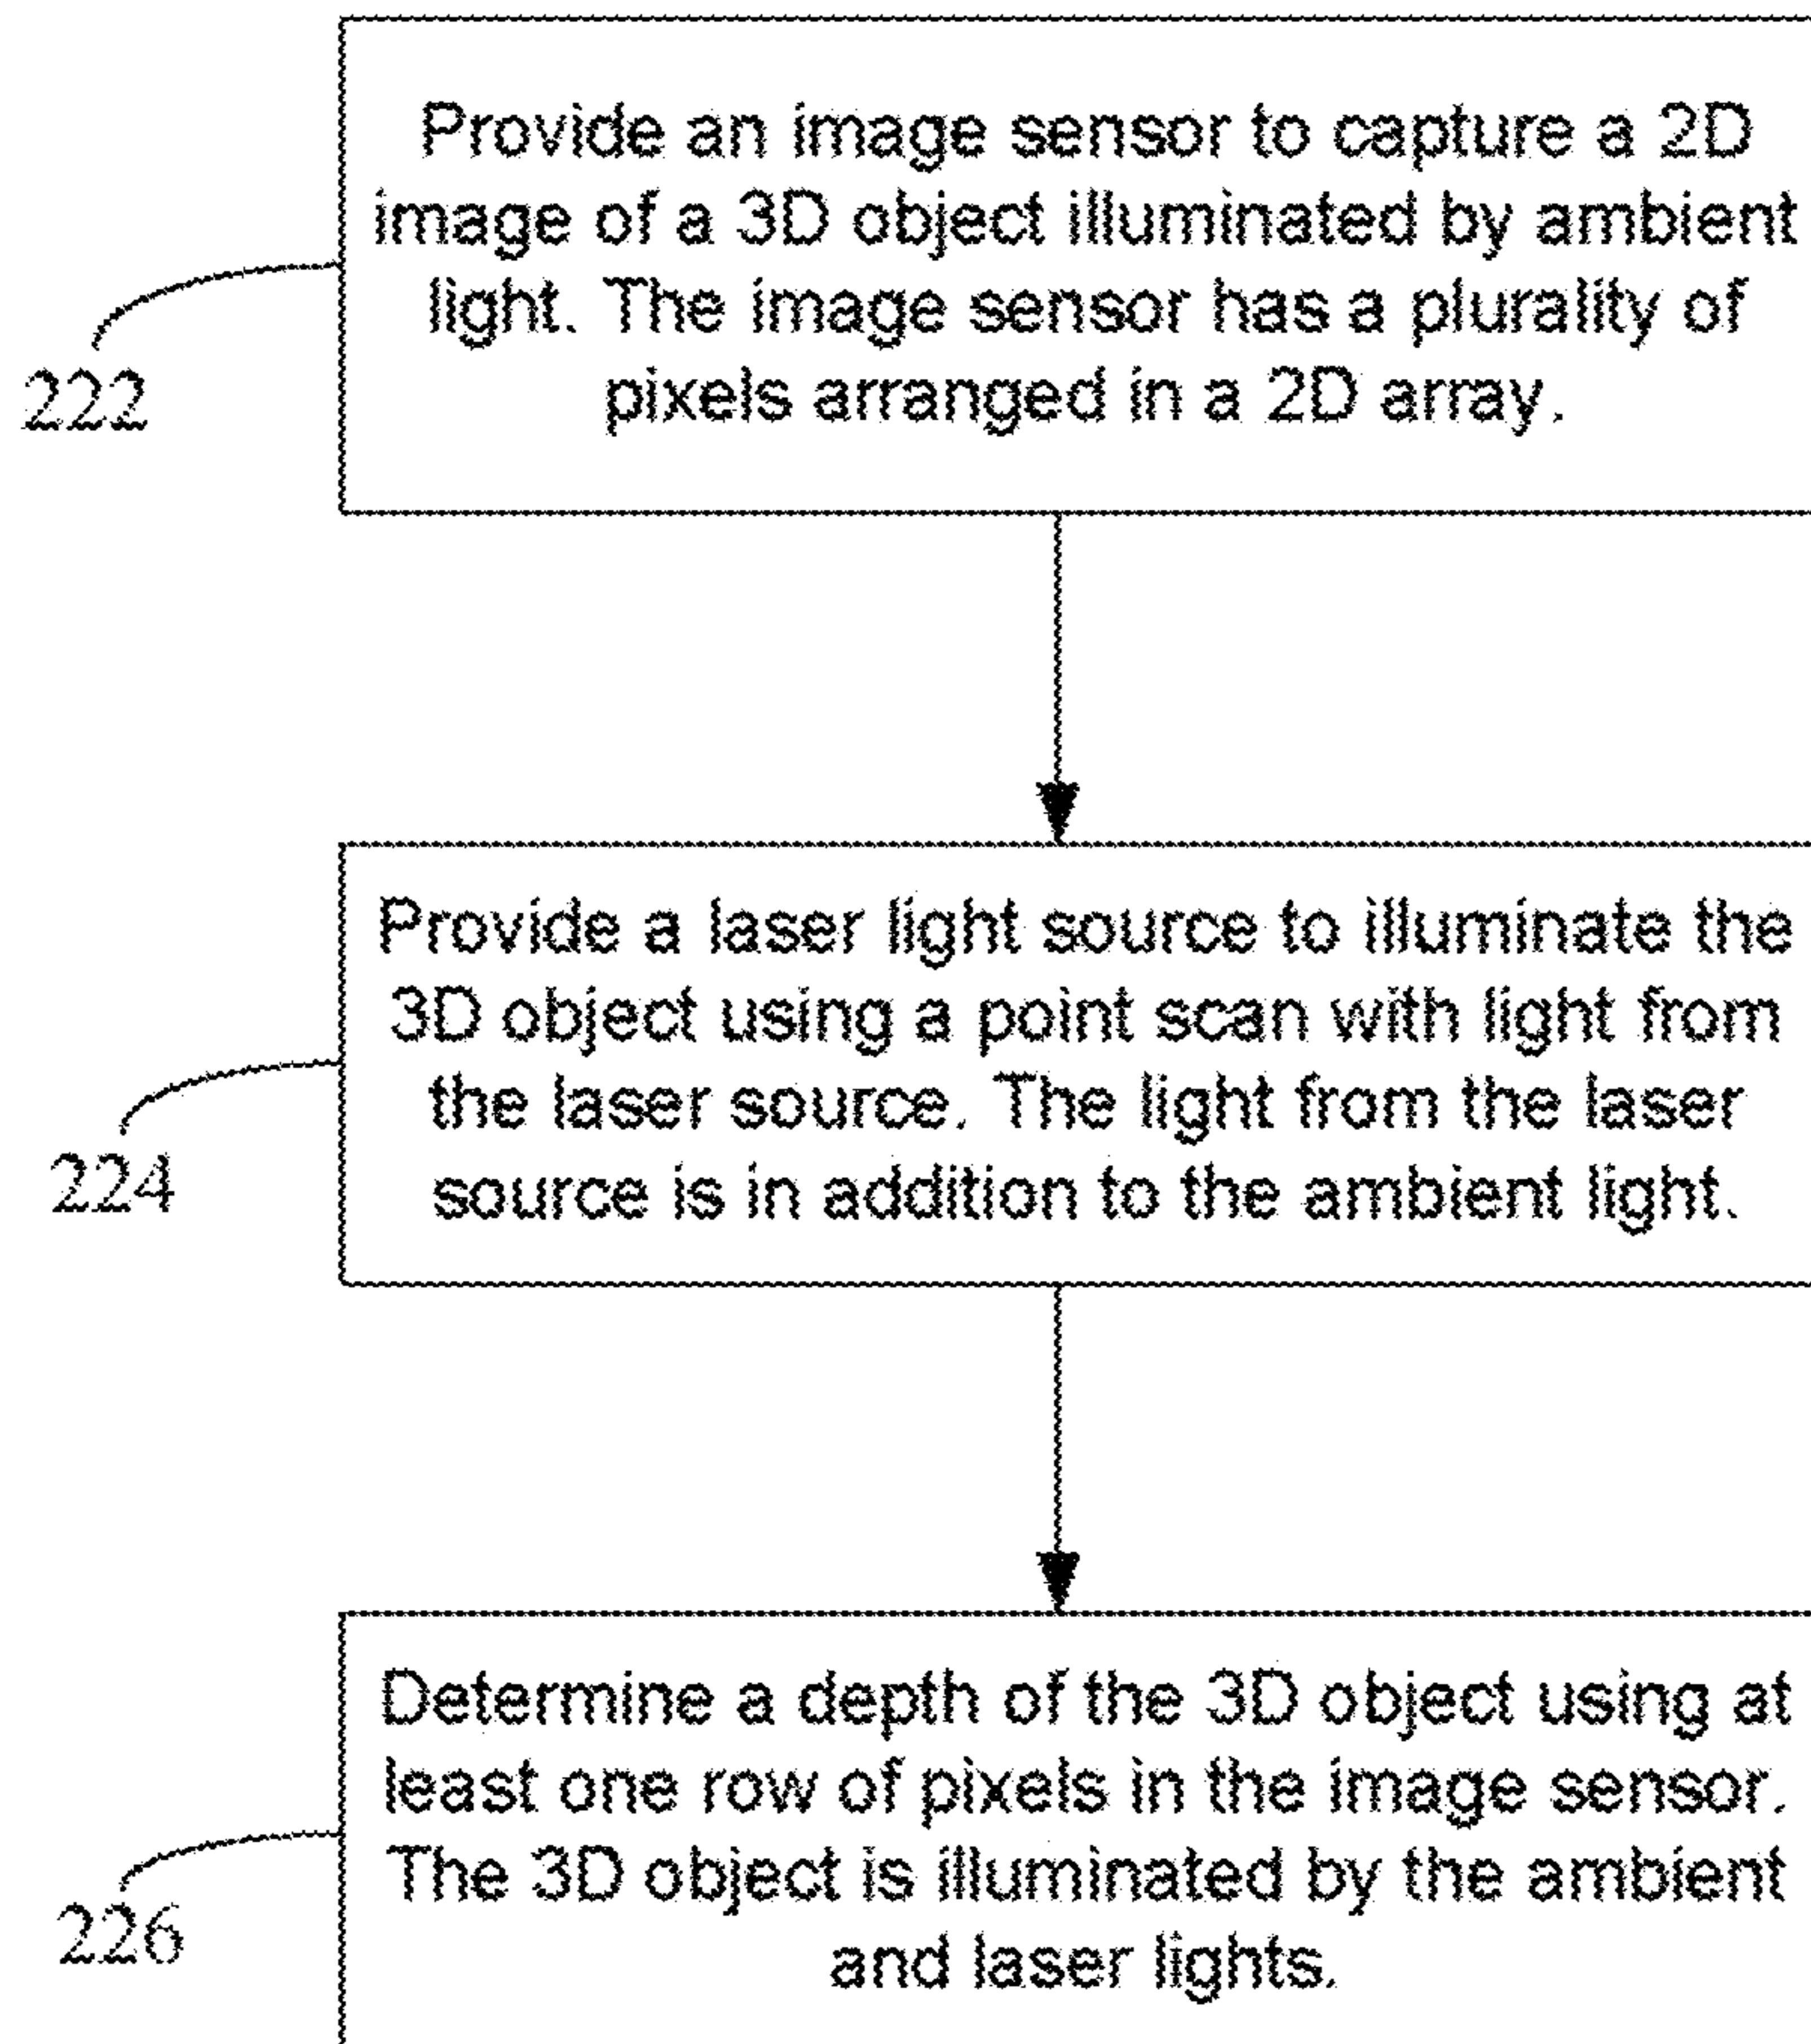 Provide an image sensor to capture a 2D
image of a 3D object illuminated by ambient
light. The image sensor has a plurality of
pixels arranged in a 2D array.
222
Provide a laser light source to illuminate the
3D object using a point scan with light from
the laser source. The light from the laser
source is in addition to the ambient light.
224
Determine a depth of the 3D object using at
least one row of pixels in the image sensor.
The 3D object is illuminated by the ambient
and laser lights.
226